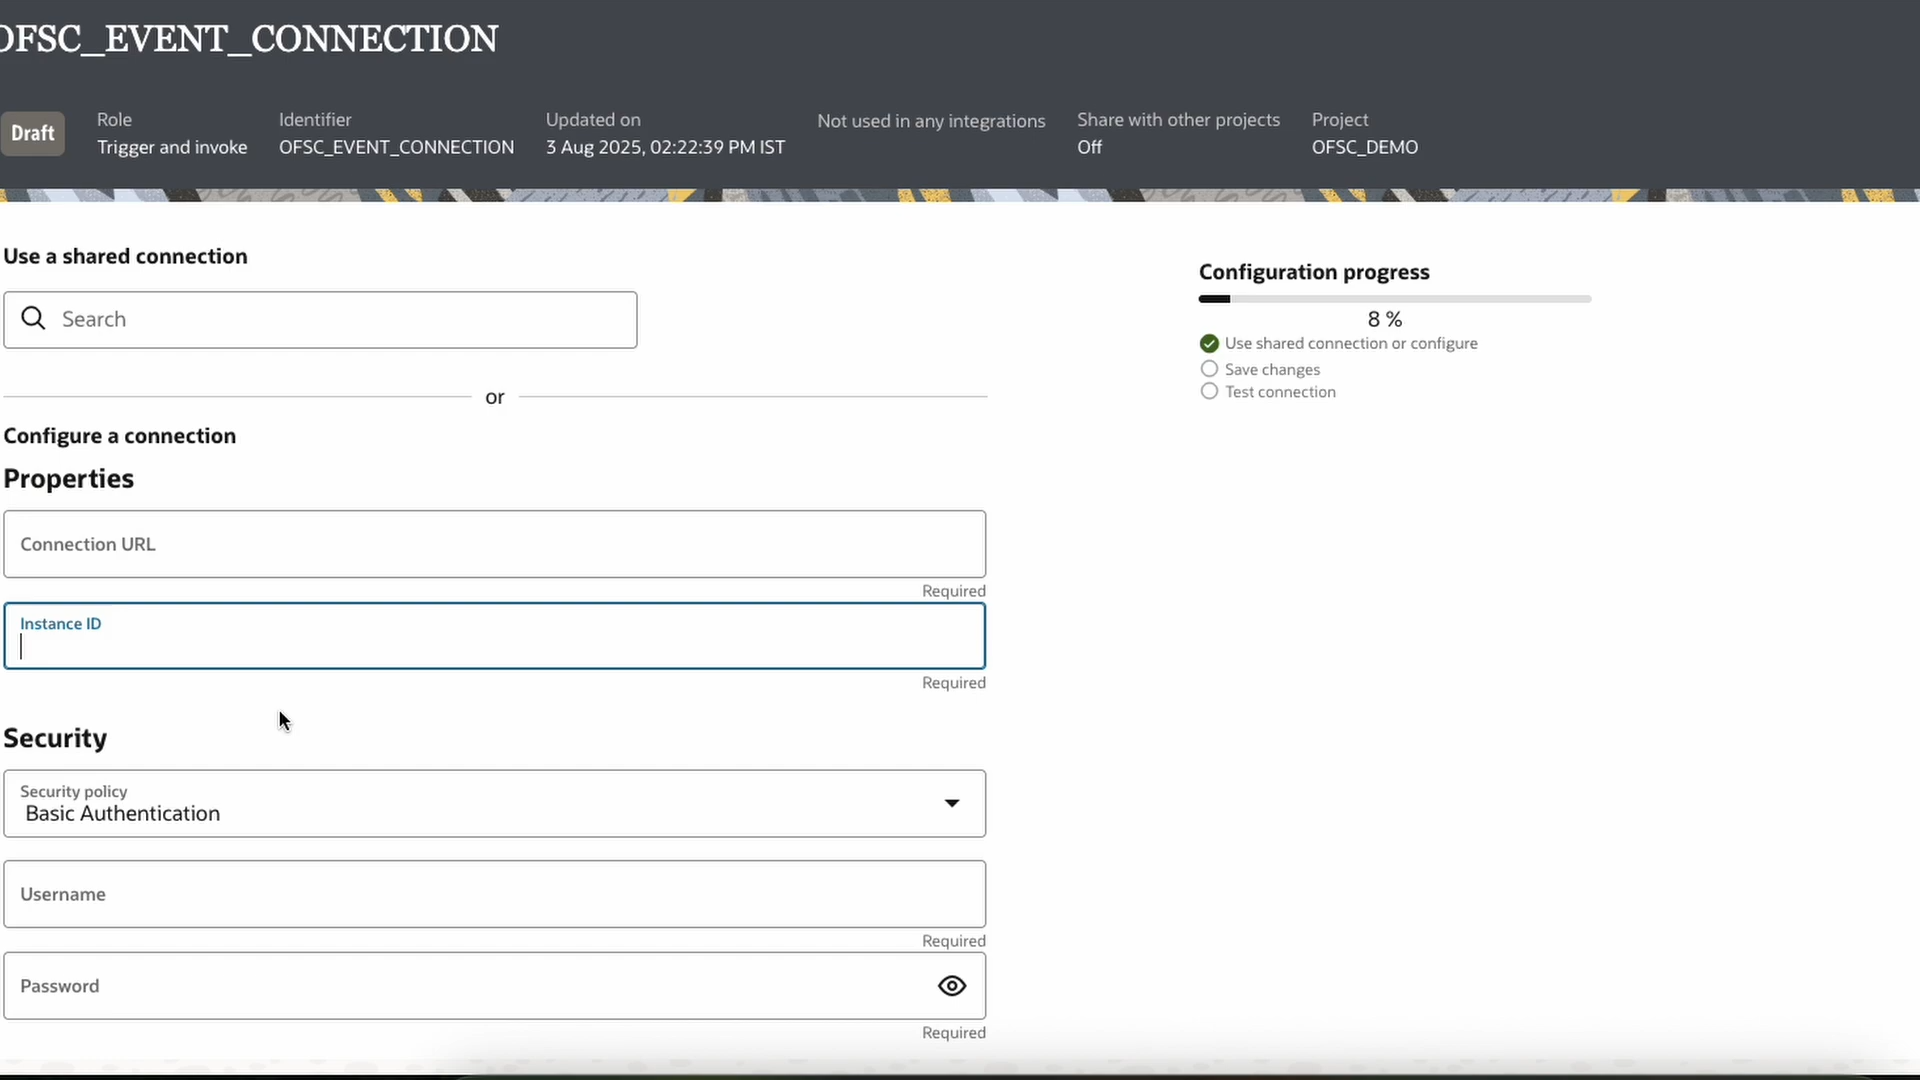 OFSC_EVENT_CONNECTION
Draft
Role
Trigger and invoke
Identifier
OFSC_EVENT_CONNECTION
Updated on
3 Aug 2025, 02:22:39 PM IST
Not used in any integrations
Share with other projects
Off
Project
OFSC_DEMO
Use a shared connection
Search
or
Configure a connection
Properties
Connection URL
Required
Instance ID
Required
Security
Security policy
Basic Authentication
Username
Required
Password
Required
Configuration progress
8 %
Use shared connection or configure
Save changes
Test connection